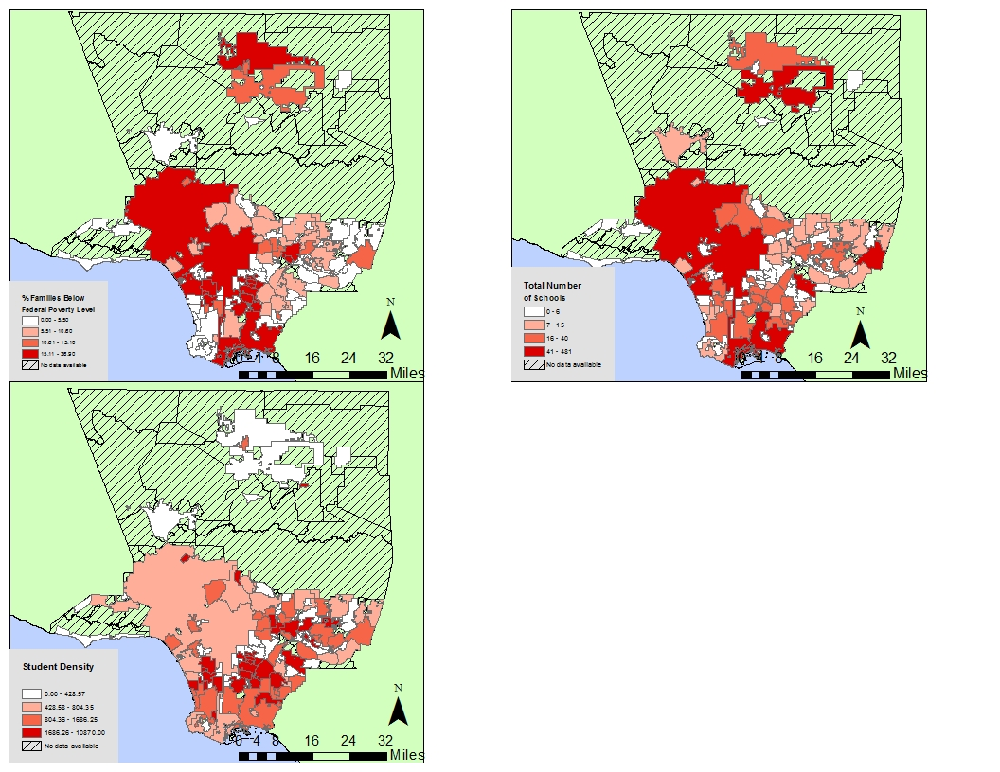 % Families Below
Federal Poverty Level
0.00 - 5.50
5.51 - 10.60
10.61 - 15.10
15.11 - 26.90
No data available
N
0 4 8 16 24 32
Miles
Total Number
of Schools
0 - 6
7 - 15
16 - 40
41 - 481
No data available
N
0 4 8 16 24 32
Miles
Student Density
0.00 - 428.57
428.58 - 804.35
804.36 - 1686.25
1686.26 - 10870.00
No data available
N
0 4 8 16 24 32
Miles